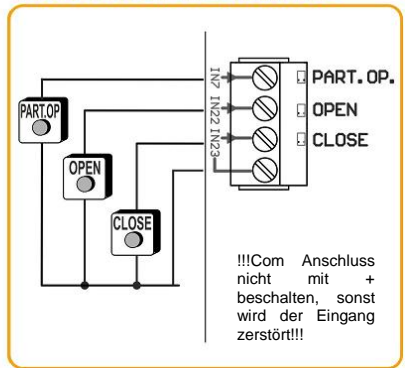 IN7
PART.OP.
PART.OP
IN22
OPEN
OPEN
IN23
CLOSE
CLOSE
!!!Com Anschluss
nicht mit +
beschalten, sonst
wird der Eingang
zerstört!!!